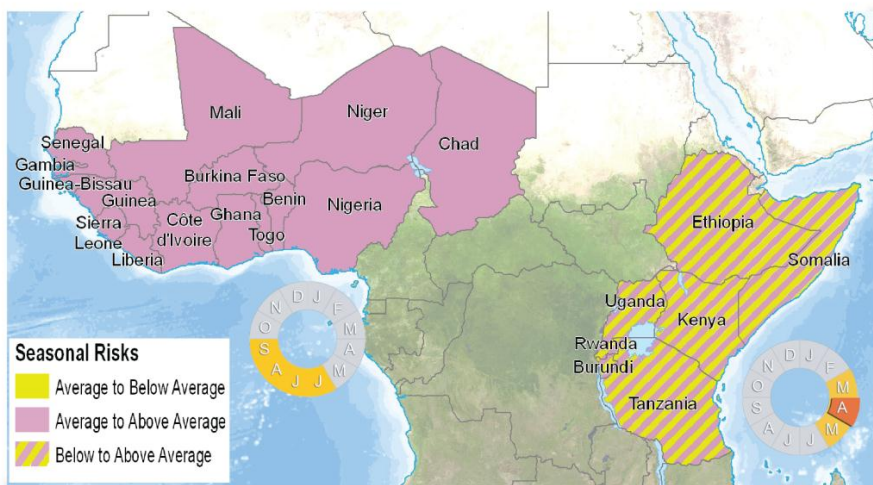 Mali
Niger
Chad
Senegal
Gambia
Guinea-Bissau
Guinea
Burkina Faso
Benin
Nigeria
Sierra
Leone
Côte
d'Ivoire
Ghana
Togo
Liberia
Ethiopia
Somalia
Uganda
Kenya
Rwanda
Burundi
Tanzania
J F M A M J J A S O N D
J F M A M J J A S O N D
Seasonal Risks
Average to Below Average
Average to Above Average
Below to Above Average